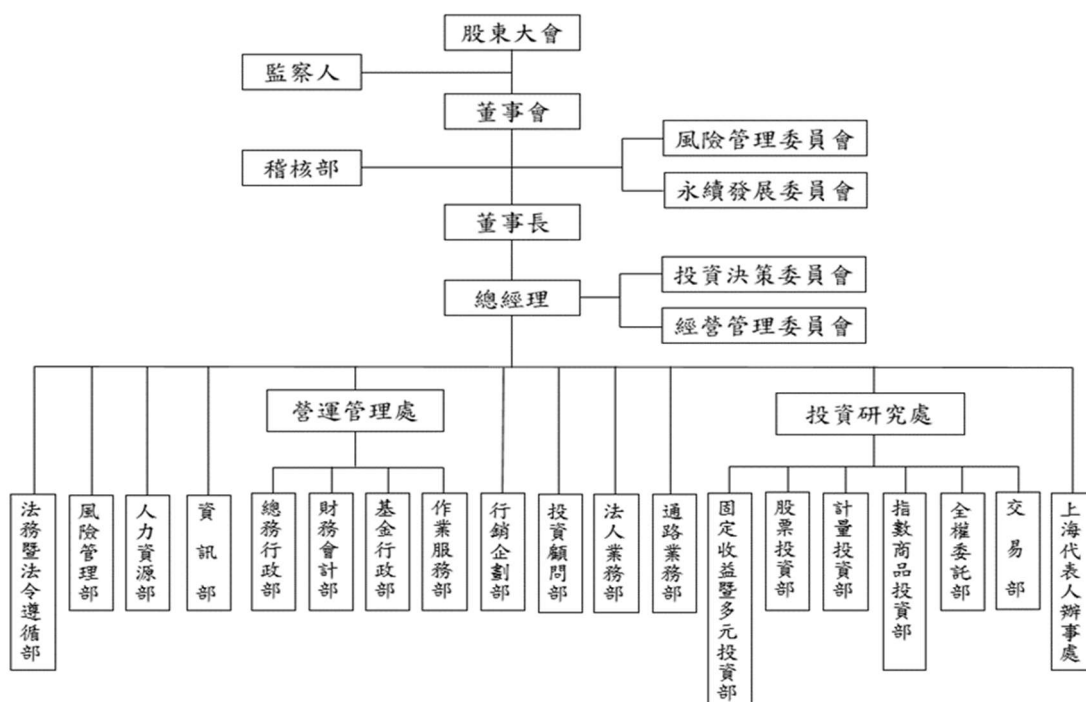 股東大會
監察人
董事會
風險管理委員會
稽核部
永續發展委員會
董事長
投資決策委員會
總經理
經營管理委員會
營運管理處
投資研究處
法務暨法令遵循部
風險管理部
人力資源部
資訊部
總務行政部
財務會計部
基金行政部
作業服務部
行銷企劃部
投資顧問部
法人業務部
通路業務部
固定收益暨多元投資部
股票投資部
計量投資部
指數商品投資部
全權委託部
交易部
上海代表人辦事處